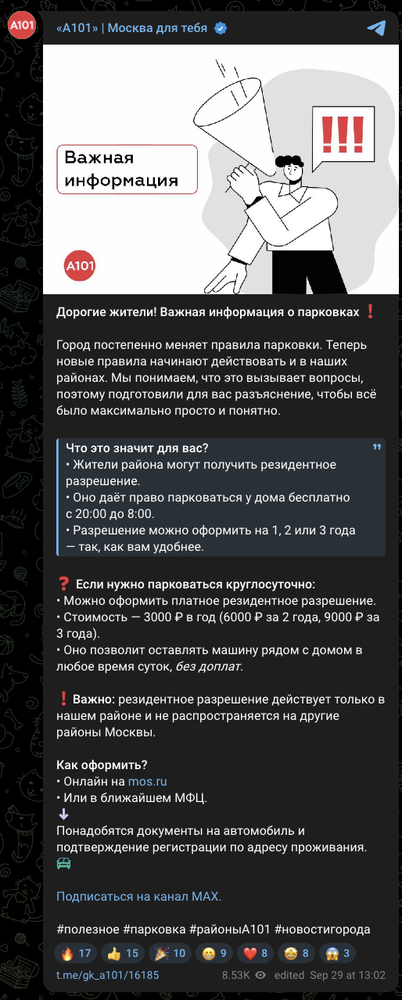 A101
«А101» | Москва для тебя
!!!
Важная
информация
A101
Дорогие жители! Важная информация о парковках ❗
Город постепенно меняет правила парковки. Теперь
новые правила начинают действовать и в наших
районах. Мы понимаем, что это вызывает вопросы,
поэтому подготовили для вас разъяснение, чтобы всё
было максимально просто и понятно.
Что это значит для вас?
• Жители района могут получить резидентное
разрешение.
• Оно даёт право парковаться у дома бесплатно
с 20:00 до 8:00.
• Разрешение можно оформить на 1, 2 или 3 года
— так, как вам удобнее.
❓ Если нужно парковаться круглосуточно:
• Можно оформить платное резидентное разрешение.
• Стоимость — 3000 ₽ в год (6000 ₽ за 2 года, 9000 ₽ за
3 года).
• Оно позволит оставлять машину рядом с домом в
любое время суток, без доплат.
❗ Важно: резидентное разрешение действует только в
нашем районе и не распространяется на другие
районы Москвы.
Как оформить?
• Онлайн на mos.ru
• Или в ближайшем МФЦ.
Понадобятся документы на автомобиль и
подтверждение регистрации по адресу проживания.
Подписаться на канал MAX.
#полезное #парковка #районыА101 #новостигорода
🔥 17 👍 15 🎉 10 😁 9 ❤ 8 🤩 8 😱 3
t.me/gk_a101/16185 8.53K edited Sep 29 at 13:02